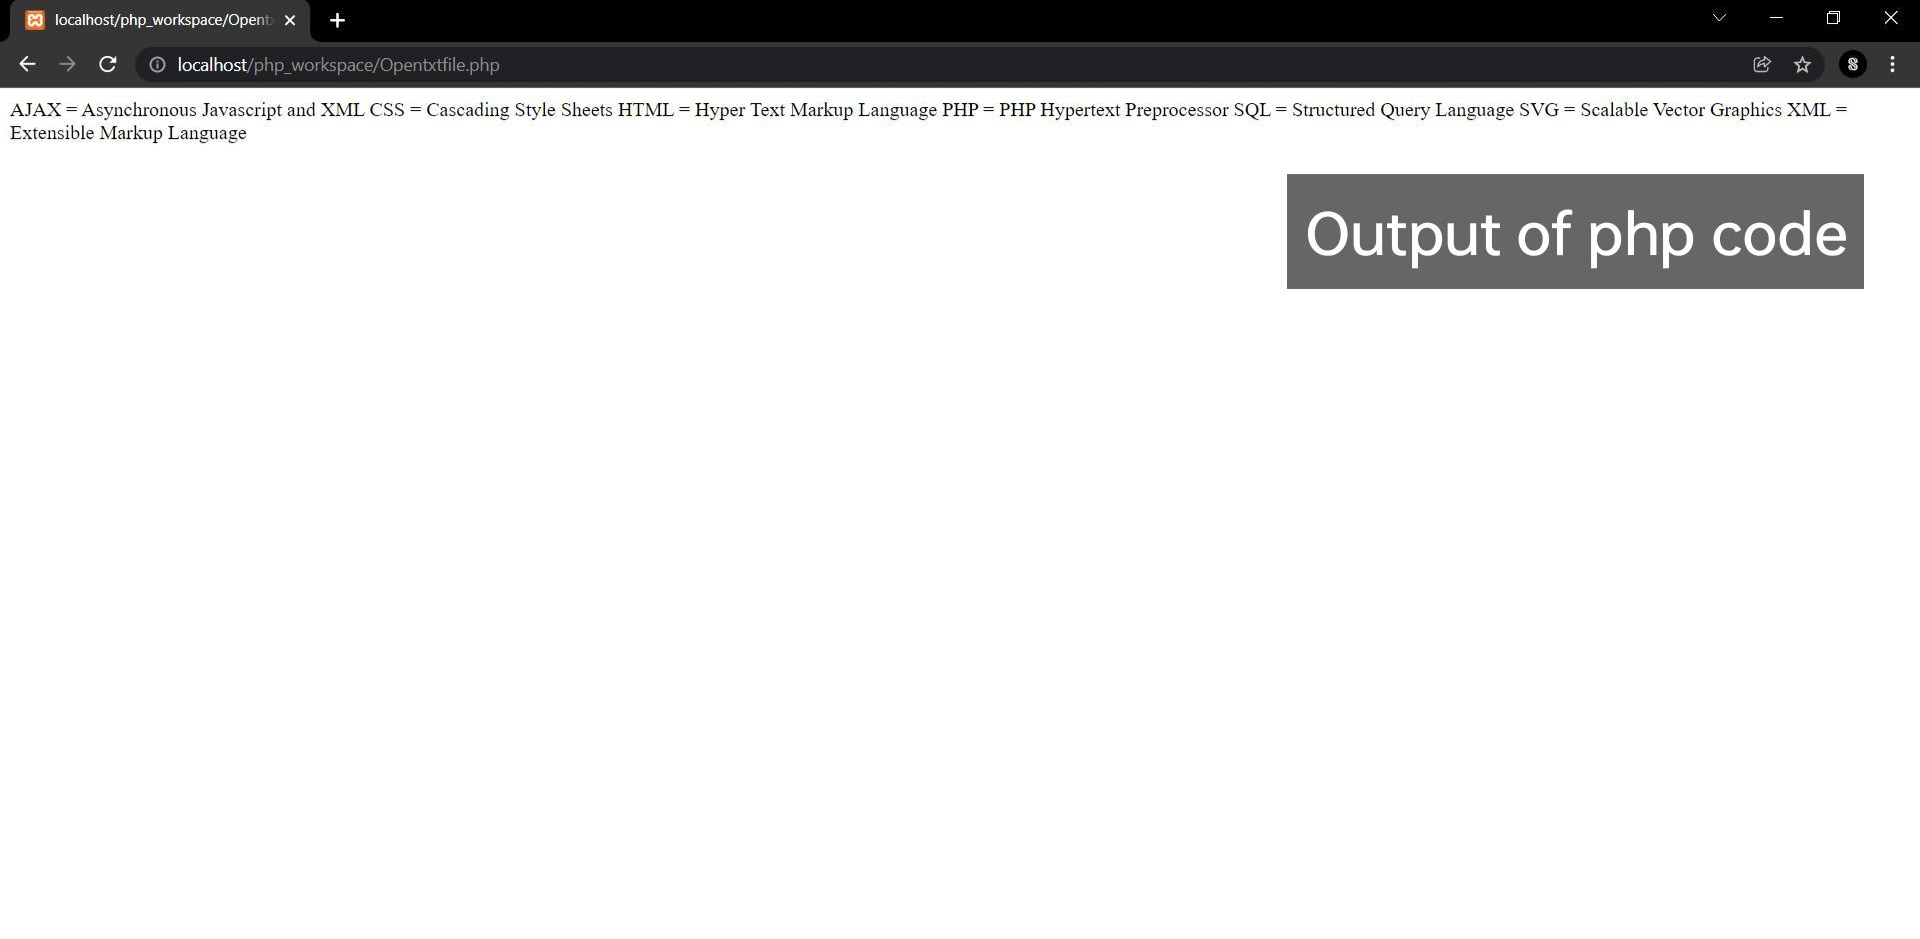 localhost/php_workspace/Opent
localhost/php_workspace/Opentxtfile.php
AJAX = Asynchronous Javascript and XML CSS = Cascading Style Sheets HTML = Hyper Text Markup Language PHP = PHP Hypertext Preprocessor SQL = Structured Query Language SVG = Scalable Vector Graphics XML =
Extensible Markup Language
Output of php code